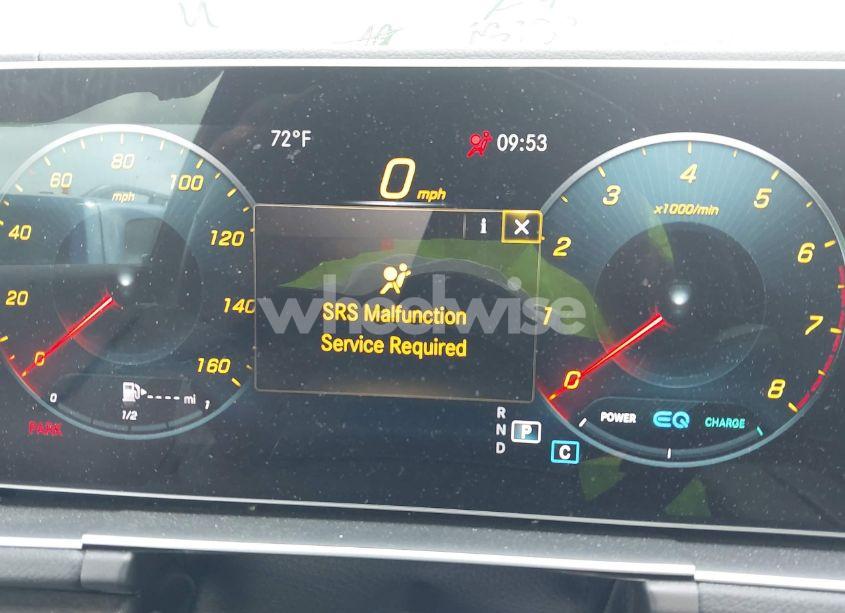 72°F
09:53
0 mph
i X
SRS Malfunction
Service Required
0 20 40 60 80 100 120 140 160
mph
0 1/2 1
---- mi
PARK
R
N
D
P
C
0 1 2 3 4 5 6 7 8
x1000/min
POWER EQ CHARGE
wheelwise